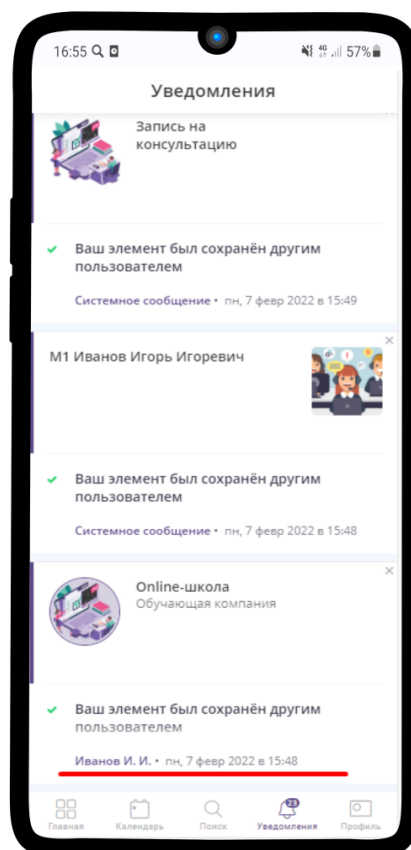 16:55
4G
57%
Уведомления
Запись на
консультацию
Ваш элемент был сохранён другим
пользователем
Системное сообщение • пн, 7 февр 2022 в 15:49
М1 Иванов Игорь Игоревич
Ваш элемент был сохранён другим
пользователем
Системное сообщение • пн, 7 февр 2022 в 15:48
Online-школа
Обучающая компания
Ваш элемент был сохранён другим
пользователем
Иванов И. И. • пн, 7 февр 2022 в 15:48
23
Главная Календарь Поиск Уведомления Профиль